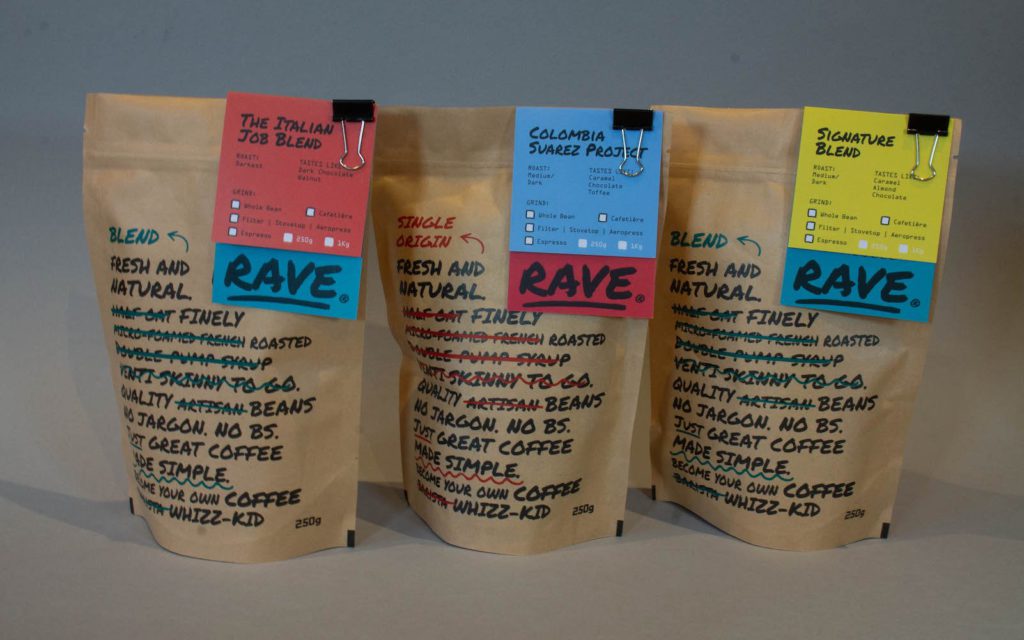 The Italian
Job Blend
ROAST:
Darkest
TASTES
Dark Chocolate
Walnut
GRIND:
Whole Bean
Cafetière
Filter | Stovetop | Aeropress
Espresso
250g
1Kg
RAVE.®
BLEND
FRESH AND
NATURAL.
HALF OAT FINELY
MICRO-FOAMED FRENCH ROASTED
DOUBLE PUMP SYRUP
VENTI SKINNY TO GO.
QUALITY ARTISAN BEANS
NO JARGON. NO BS.
JUST GREAT COFFEE
MADE SIMPLE.
BECOME YOUR OWN COFFEE
BARISTA WHIZZ-KID
250g
Colombia
Suarez Project
ROAST:
Medium/
Dark
TASTES
Caramel
Chocolate
Toffee
GRIND:
Whole Bean
Cafetière
Filter | Stovetop | Aeropress
Espresso
250g
1Kg
RAVE.®
SINGLE
ORIGIN
FRESH AND
NATURAL.
HALF OAT FINELY
MICRO-FOAMED FRENCH ROASTED
DOUBLE PUMP SYRUP
VENTI SKINNY TO GO.
QUALITY ARTISAN BEANS
NO JARGON. NO BS.
JUST GREAT COFFEE
MADE SIMPLE.
BECOME YOUR OWN COFFEE
BARISTA WHIZZ-KID
250g
Signature
Blend
ROAST:
Medium/
Dark
TASTES
Caramel
Almond
Chocolate
GRIND:
Whole Bean
Cafetière
Filter | Stovetop | Aeropress
Espresso
250g
1Kg
RAVE.®
BLEND
FRESH AND
NATURAL.
HALF OAT FINELY
MICRO-FOAMED FRENCH ROASTED
DOUBLE PUMP SYRUP
VENTI SKINNY TO GO.
QUALITY ARTISAN BEANS
NO JARGON. NO BS.
JUST GREAT COFFEE
MADE SIMPLE.
BECOME YOUR OWN COFFEE
BARISTA WHIZZ-KID
250g